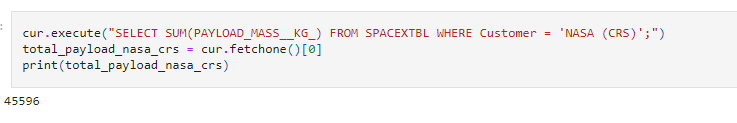 cur.execute("SELECT SUM(PAYLOAD_MASS__KG_) FROM SPACEXTBL WHERE Customer = 'NASA (CRS)';")
total_payload_nasa_crs = cur.fetchone()[0]
print(total_payload_nasa_crs)
45596